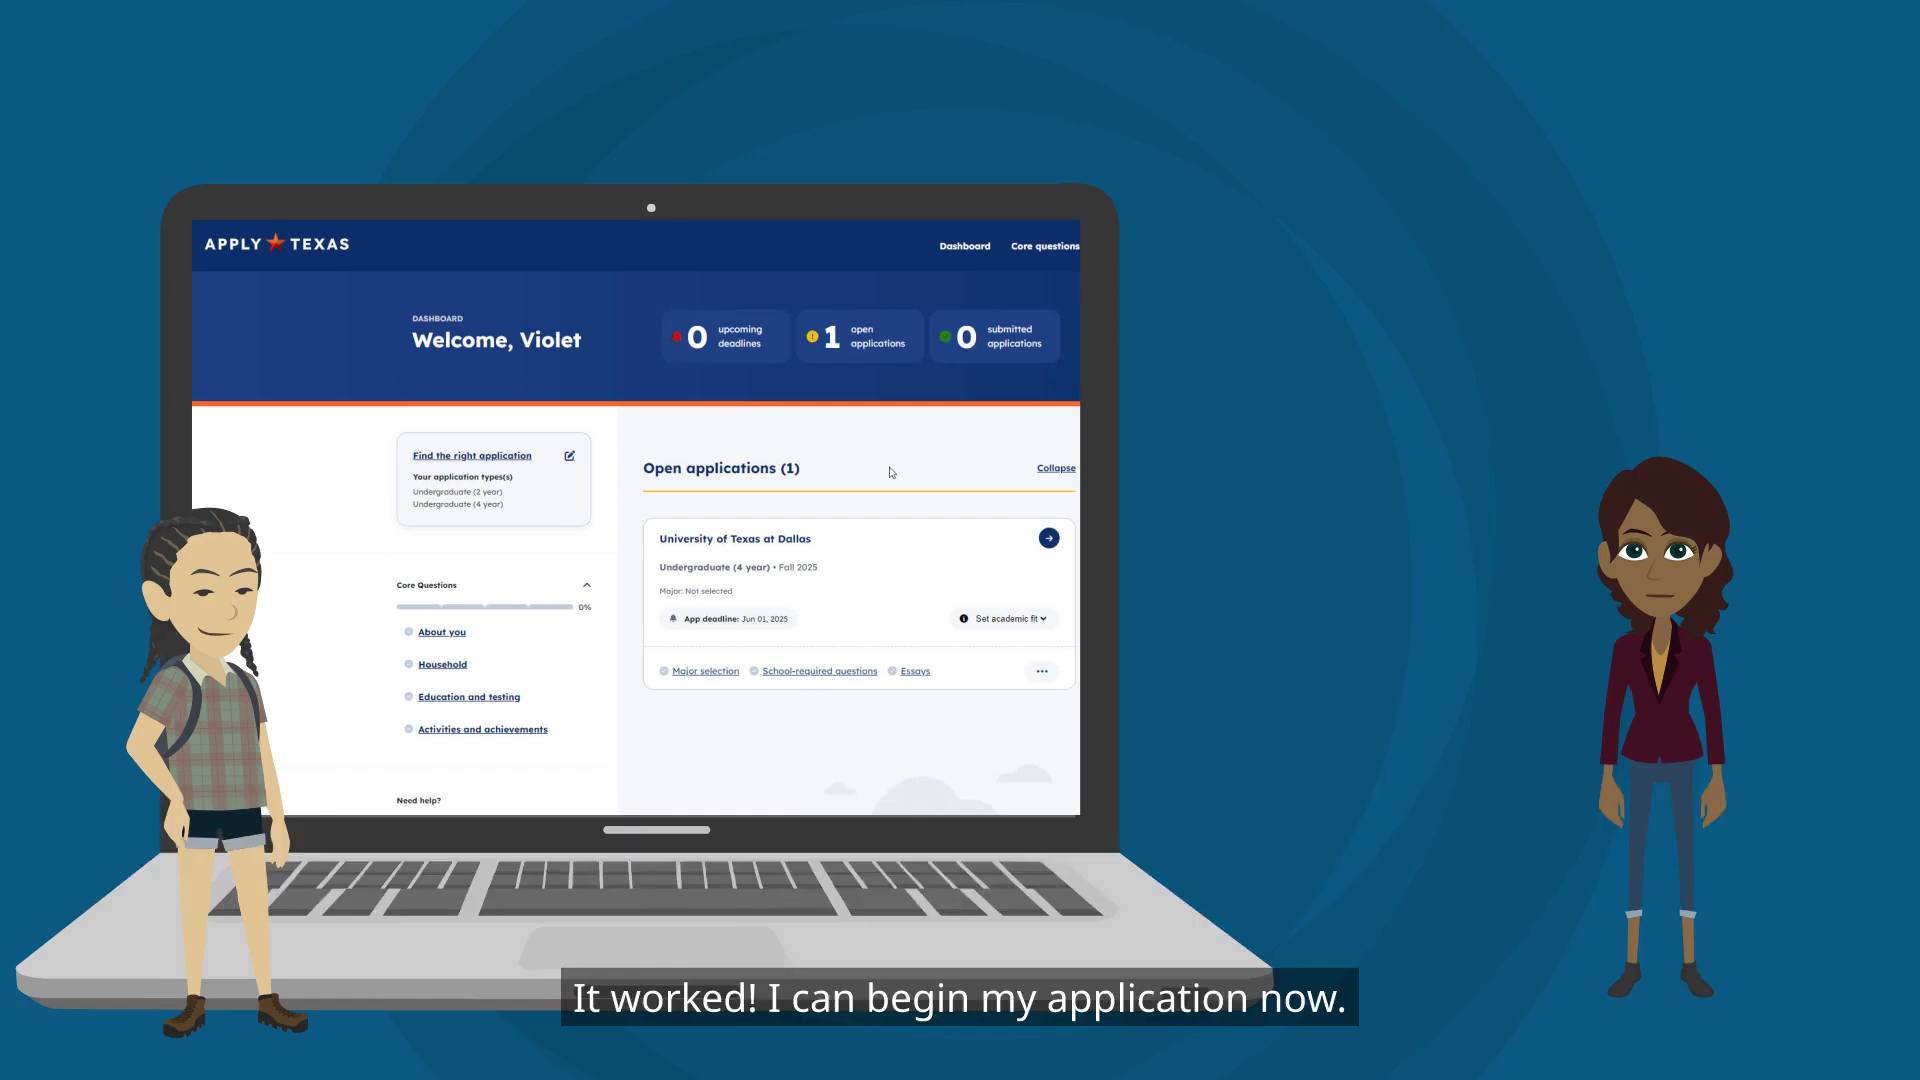 APPLY TEXAS
Dashboard Core questions
DASHBOARD
Welcome, Violet
0 upcoming deadlines
1 open applications
0 submitted applications
Find the right application
Your application types(s)
Undergraduate (2 year)
Undergraduate (4 year)
Core Questions
0%
About you
Household
Education and testing
Activities and achievements
Need help?
Open applications (1)
Collapse
University of Texas at Dallas
Undergraduate (4 year) • Fall 2025
Major: Not selected
App deadline: Jun 01, 2025
Set academic fit
Major selection School-required questions Essays
It worked! I can begin my application now.